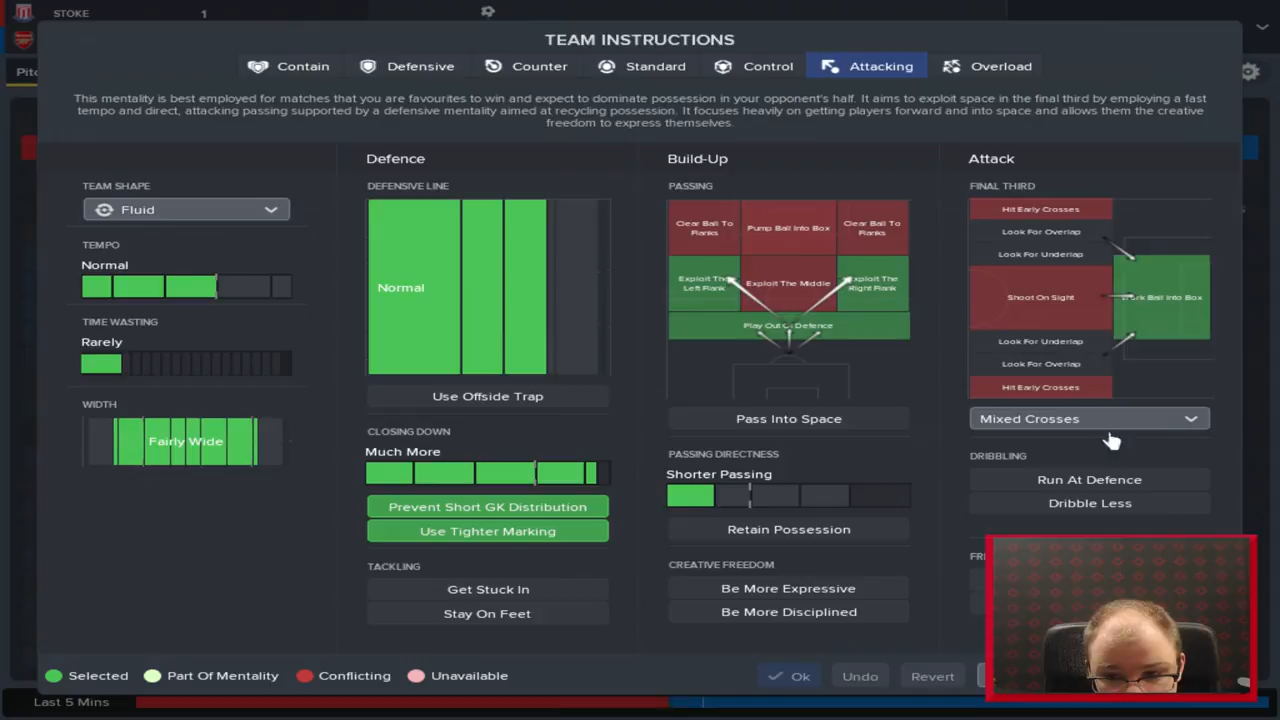 STOKE
1
TEAM INSTRUCTIONS
Contain
Defensive
Counter
Standard
Control
Attacking
Overload
This mentality is best employed for matches that you are favourites to win and expect to dominate possession in your opponent's half. It aims to exploit space in the final third by employing a fast
tempo and direct, attacking passing supported by a defensive mentality aimed at recycling possession. It focuses heavily on getting players forward and into space and allows them the creative
freedom to express themselves.
TEAM SHAPE
Fluid
TEMPO
Normal
TIME WASTING
Rarely
WIDTH
Fairly Wide
Defence
DEFENSIVE LINE
Normal
Use Offside Trap
CLOSING DOWN
Much More
Prevent Short GK Distribution
Use Tighter Marking
TACKLING
Get Stuck In
Stay On Feet
Build-Up
PASSING
Clear Ball To
Flanks
Pump Ball Into Box
Clear Ball To
Flanks
Exploit The
Left Flank
Exploit The Middle
Exploit The
Right Flank
Play Out Of Defence
Pass Into Space
PASSING DIRECTNESS
Shorter Passing
Retain Possession
CREATIVE FREEDOM
Be More Expressive
Be More Disciplined
Attack
FINAL THIRD
Hit Early Crosses
Look For Overlap
Look For Underlap
Shoot On Sight
Work Ball Into Box
Look For Underlap
Look For Overlap
Hit Early Crosses
Mixed Crosses
DRIBBLING
Run At Defence
Dribble Less
Selected
Part Of Mentality
Conflicting
Unavailable
Ok
Undo
Revert
Last 5 Mins